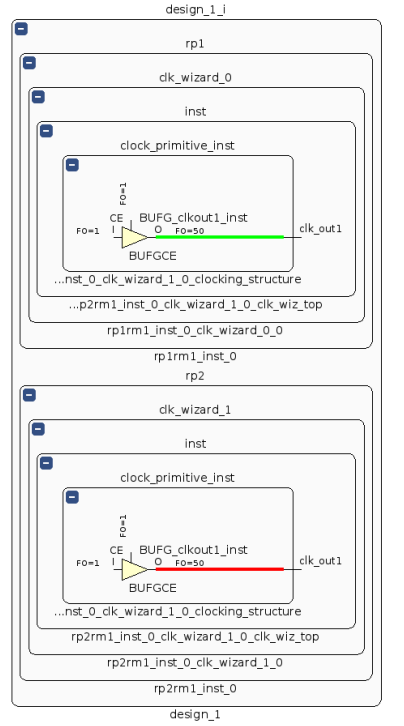 design_1_i
rp1
clk_wizard_0
inst
clock_primitive_inst
FO=1
CE
BUFG_clkout1_inst
FO=1 I O FO=50 clk_out1
BUFGCE
...nst_0_clk_wizard_1_0_clocking_structure
...p2rm1_inst_0_clk_wizard_1_0_clk_wiz_top
rp1rm1_inst_0_clk_wizard_0_0
rp1rm1_inst_0
rp2
clk_wizard_1
inst
clock_primitive_inst
FO=1
CE
BUFG_clkout1_inst
FO=1 I O FO=50 clk_out1
BUFGCE
...nst_0_clk_wizard_1_0_clocking_structure
rp2rm1_inst_0_clk_wizard_1_0_clk_wiz_top
rp2rm1_inst_0_clk_wizard_1_0
rp2rm1_inst_0
design_1